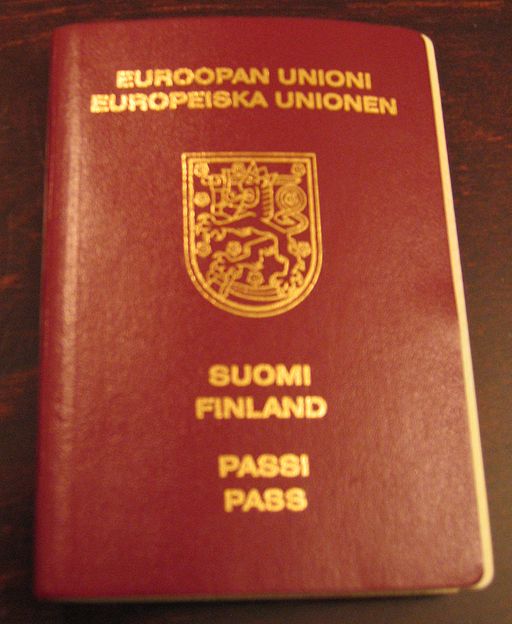 EUROOPAN UNIONI
EUROPEISKA UNIONEN
SUOMI
FINLAND
PASSI
PASS